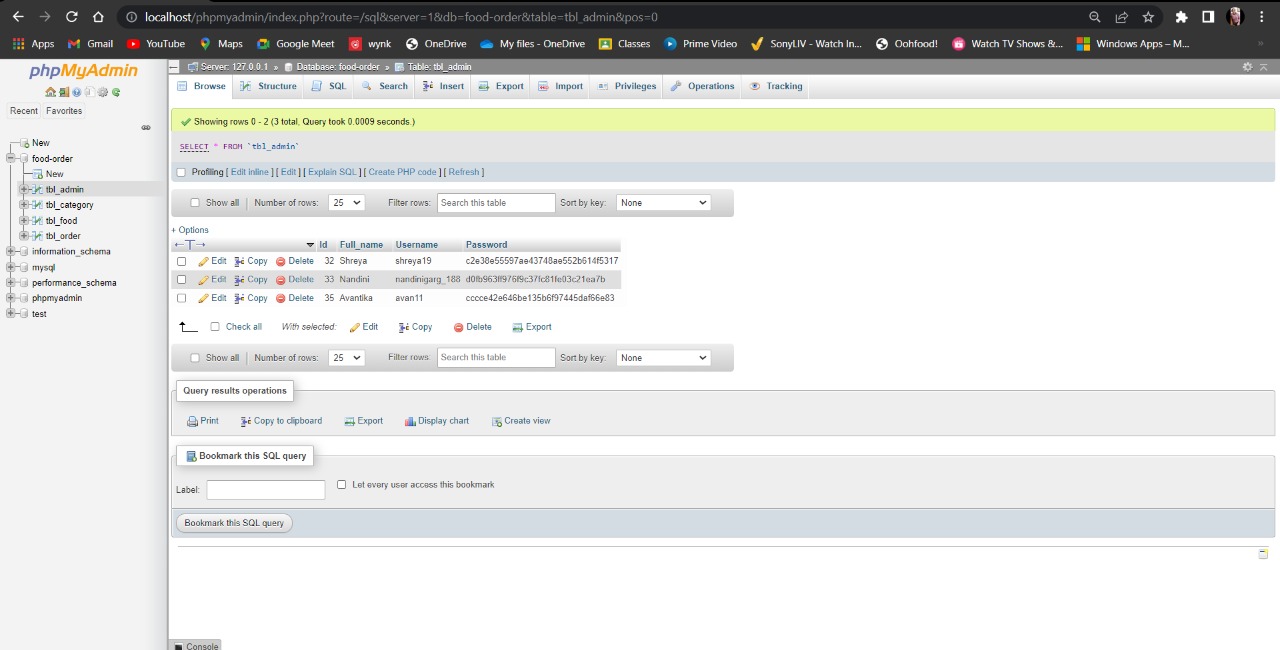 localhost/phpmyadmin/index.php?route=/sql&server=1&db=food-order&table=tbl_admin&pos=0
Apps Gmail YouTube Maps Google Meet wynk OneDrive My files - OneDrive Classes Prime Video SonyLIV - Watch In... Oohfood! Watch TV Shows &... Windows Apps – M... »
phpMyAdmin
Recent Favorites
New
food-order
New
tbl_admin
tbl_category
tbl_food
tbl_order
information_schema
mysql
performance_schema
phpmyadmin
test
Server: 127.0.0.1 » Database: food-order » Table: tbl_admin
Browse Structure SQL Search Insert Export Import Privileges Operations Tracking
Showing rows 0 - 2 (3 total, Query took 0.0009 seconds.)
SELECT * FROM `tbl_admin`
Profiling [ Edit inline ] [ Edit ] [ Explain SQL ] [ Create PHP code ] [ Refresh ]
Show all | Number of rows: 25 Filter rows: Search this table Sort by key: None
+ Options
←T→ Id Full_name Username Password
Edit Copy Delete 32 Shreya shreya19 c2e38e55597ae43748ae552b614f5317
Edit Copy Delete 33 Nandini nandinigarg_188 d0fb963ff976f9c37fc81fe03c21ea7b
Edit Copy Delete 35 Avantika avan11 cccce42e646be135b6f97445daf66e83
Check all With selected: Edit Copy Delete Export
Show all | Number of rows: 25 Filter rows: Search this table Sort by key: None
Query results operations
Print Copy to clipboard Export Display chart Create view
Bookmark this SQL query
Label: Let every user access this bookmark
Bookmark this SQL query
Console